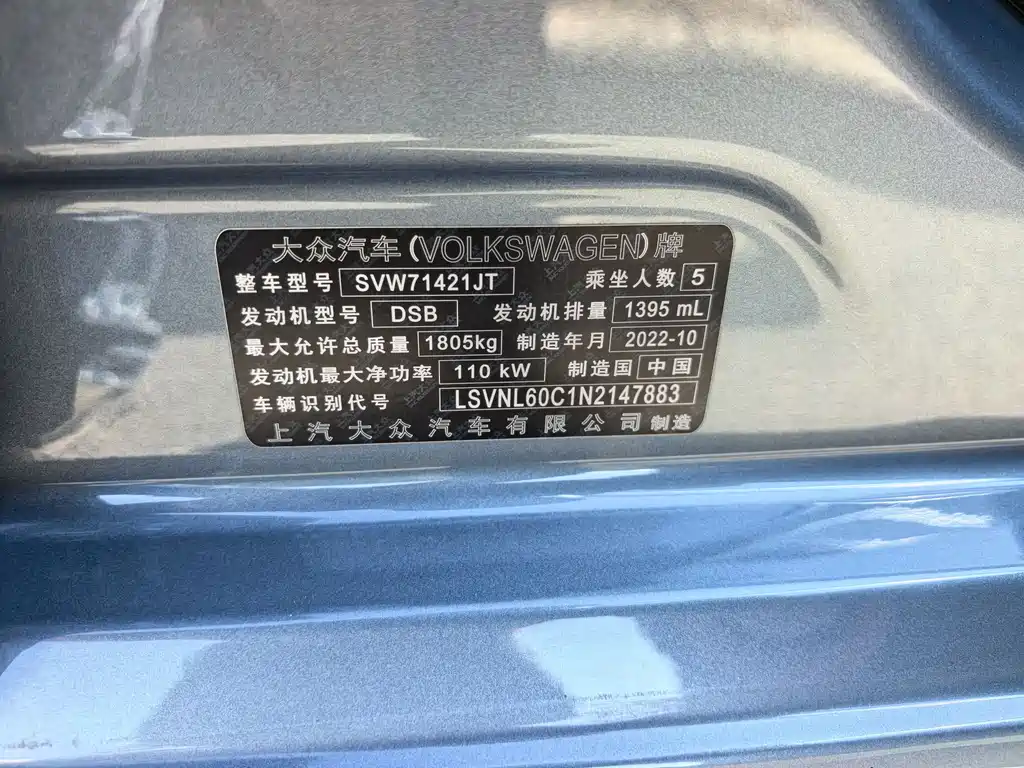 大众汽车(VOLKSWAGEN)牌
整车型号 SVW71421JT 乘坐人数 5
发动机型号 DSB 发动机排量 1395 mL
最大允许总质量 1805kg 制造年月 2022-10
发动机最大净功率 110 kW 制造国 中国
车辆识别代号 LSVNL60C1N2147883
上汽大众汽车有限公司 制造